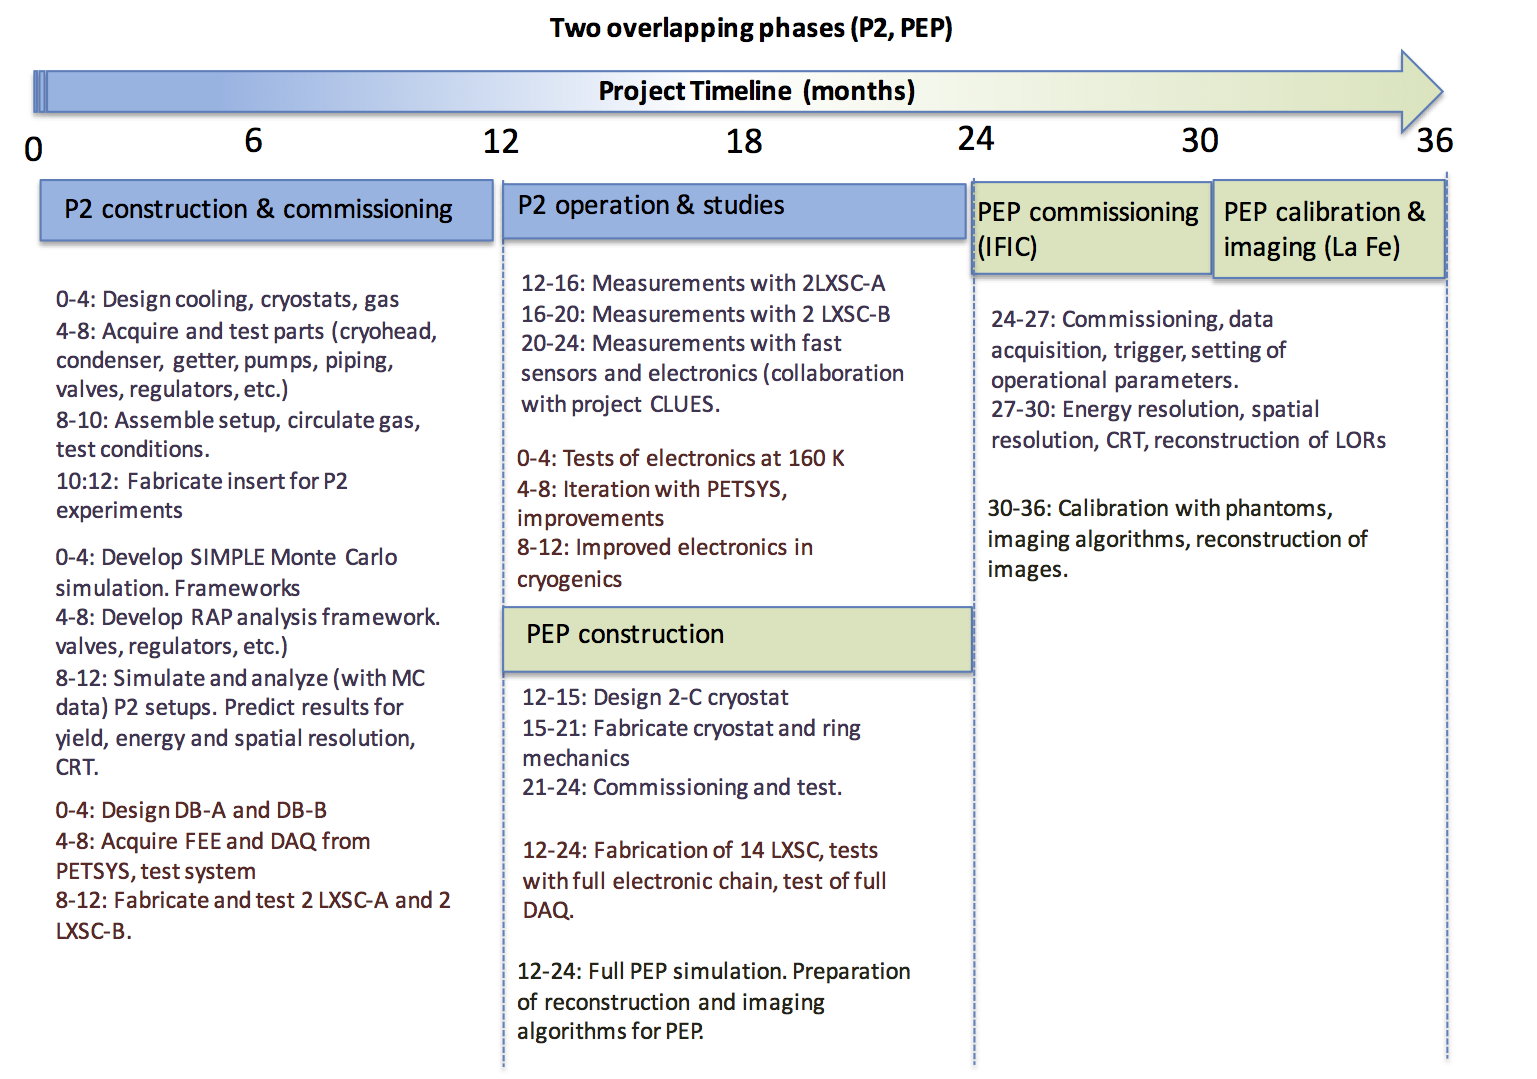 Two overlapping phases (P2, PEP)
Project Timeline (months)
0
6
12
18
24
30
36
P2 construction & commissioning
0-4: Design cooling, cryostats, gas
4-8: Acquire and test parts (cryohead,
condenser, getter, pumps, piping,
valves, regulators, etc.)
8-10: Assemble setup, circulate gas,
test conditions.
10:12: Fabricate insert for P2
experiments
0-4: Develop SIMPLE Monte Carlo
simulation. Frameworks
4-8: Develop RAP analysis framework.
valves, regulators, etc.)
8-12: Simulate and analyze (with MC
data) P2 setups. Predict results for
yield, energy and spatial resolution,
CRT.
0-4: Design DB-A and DB-B
4-8: Acquire FEE and DAQ from
PETSYS, test system
8-12: Fabricate and test 2 LXSC-A and 2
LXSC-B.
P2 operation & studies
12-16: Measurements with 2LXSC-A
16-20: Measurements with 2 LXSC-B
20-24: Measurements with fast
sensors and electronics (collaboration
with project CLUES.
0-4: Tests of electronics at 160 K
4-8: Iteration with PETSYS,
improvements
8-12: Improved electronics in
cryogenics
PEP construction
12-15: Design 2-C cryostat
15-21: Fabricate cryostat and ring
mechanics
21-24: Commissioning and test.
12-24: Fabrication of 14 LXSC, tests
with full electronic chain, test of full
DAQ.
12-24: Full PEP simulation. Preparation
of reconstruction and imaging
algorithms for PEP.
PEP commissioning
(IFIC)
PEP calibration &
imaging (La Fe)
24-27: Commissioning, data
acquisition, trigger, setting of
operational parameters.
27-30: Energy resolution, spatial
resolution, CRT, reconstruction of LORs
30-36: Calibration with phantoms,
imaging algorithms, reconstruction of
images.